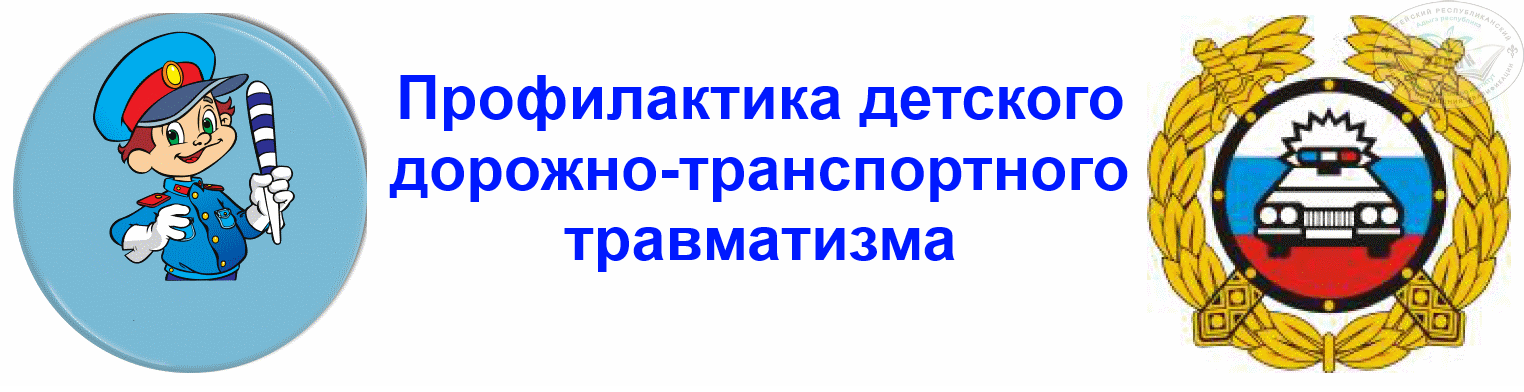 Профилактика детского
дорожно-транспортного
травматизма